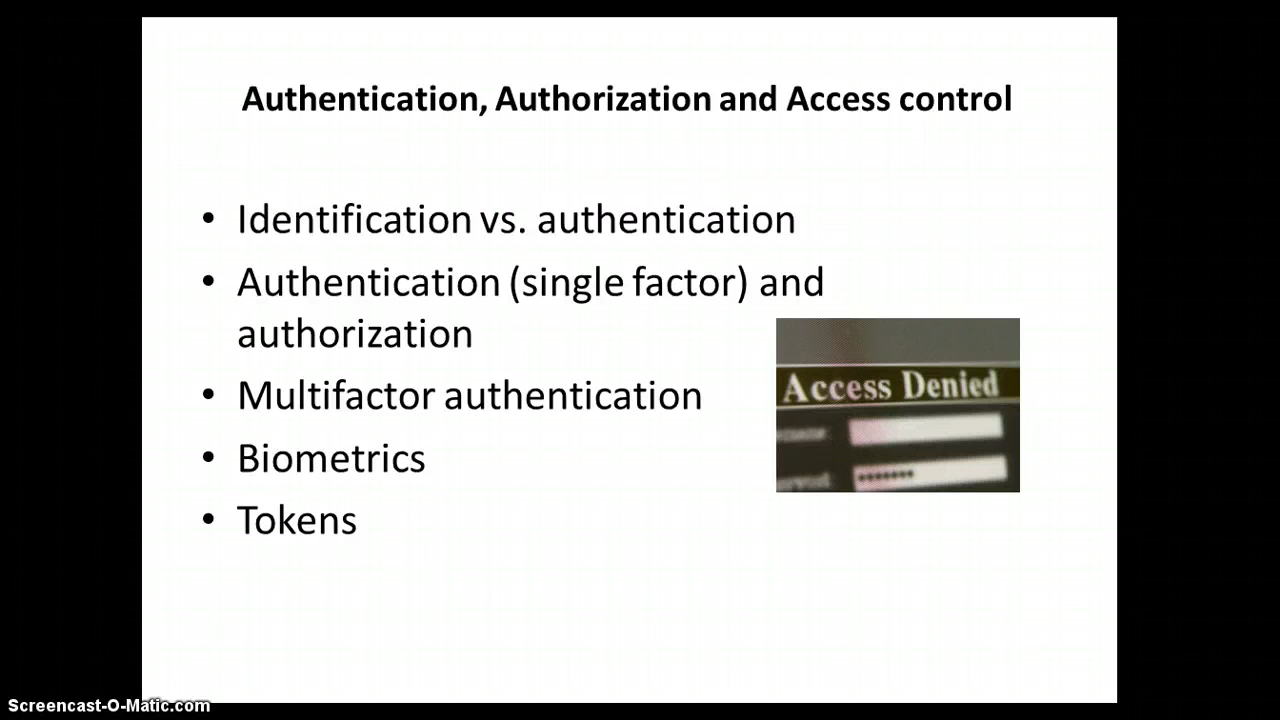 Authentication, Authorization and Access control
• Identification vs. authentication
• Authentication (single factor) and
authorization
• Multifactor authentication
• Biometrics
• Tokens
Access Denied
Screencast-O-Matic.com